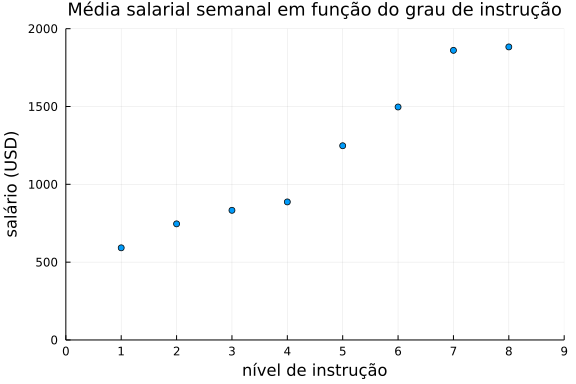 Média salarial semanal em função do grau de instrução
2000
1500
1000
500
0
salário (USD)
0 1 2 3 4 5 6 7 8 9
nível de instrução